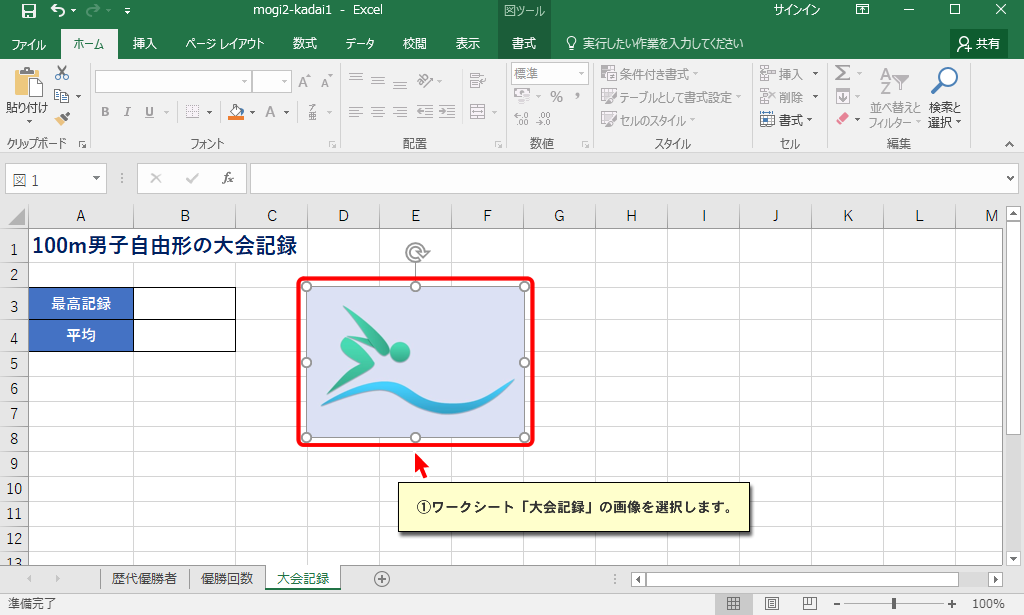 mogi2-kadai1 - Excel
図ツール
サインイン
ファイル
ホーム
挿入
ページ レイアウト
数式
データ
校閲
表示
書式
実行したい作業を入力してください
共有
貼り付け
クリップボード
B I U
A A
A
フォント
配置
標準
% ,
数値
条件付き書式
テーブルとして書式設定
セルのスタイル
スタイル
挿入
削除
書式
セル
並べ替えと
フィルター
検索と
選択
編集
図 1
fx
A B C D E F G H I J K L M
1 100m男子自由形の大会記録
2
3 最高記録
4 平均
5
6
7
8
9
10
11
12
13
①ワークシート「大会記録」の画像を選択します。
歴代優勝者
優勝回数
大会記録
準備完了
100%